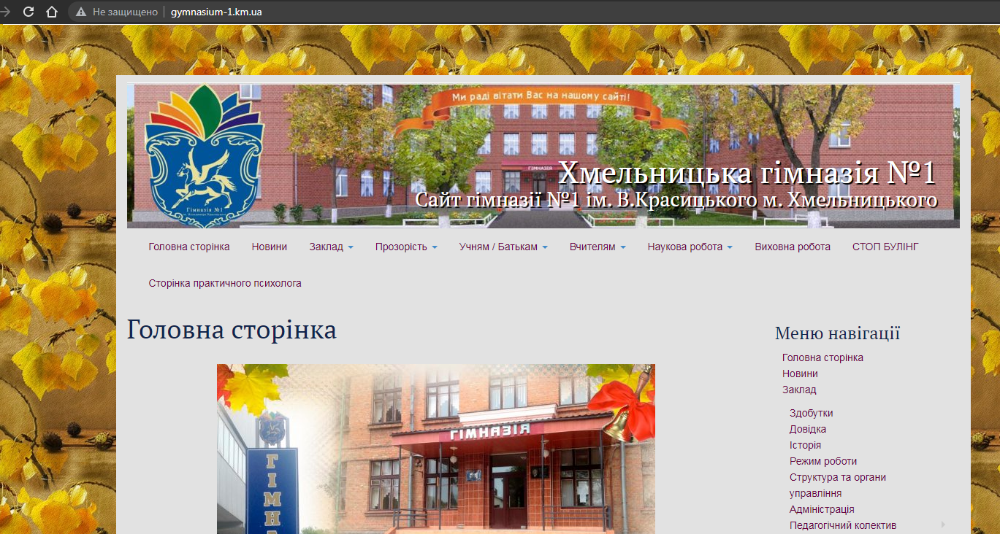 Не защищено
gymnasium-1.km.ua
Ми раді вітати Вас на нашому сайті!
ГІМНАЗІЯ
Хмельницька гімназія №1
Сайт гімназії №1 ім. В.Красицького м. Хмельницького
Гімназія №1
Головна сторінка Новини Заклад Прозорість Учням / Батькам Вчителям Наукова робота Виховна робота СТОП БУЛІНГ
Сторінка практичного психолога
Головна сторінка
ГІМНАЗІЯ
ГІМНА
Меню навігації
Головна сторінка
Новини
Заклад
Здобутки
Довідка
Історія
Режим роботи
Структура та органи
управління
Адміністрація
Педагогічний колектив